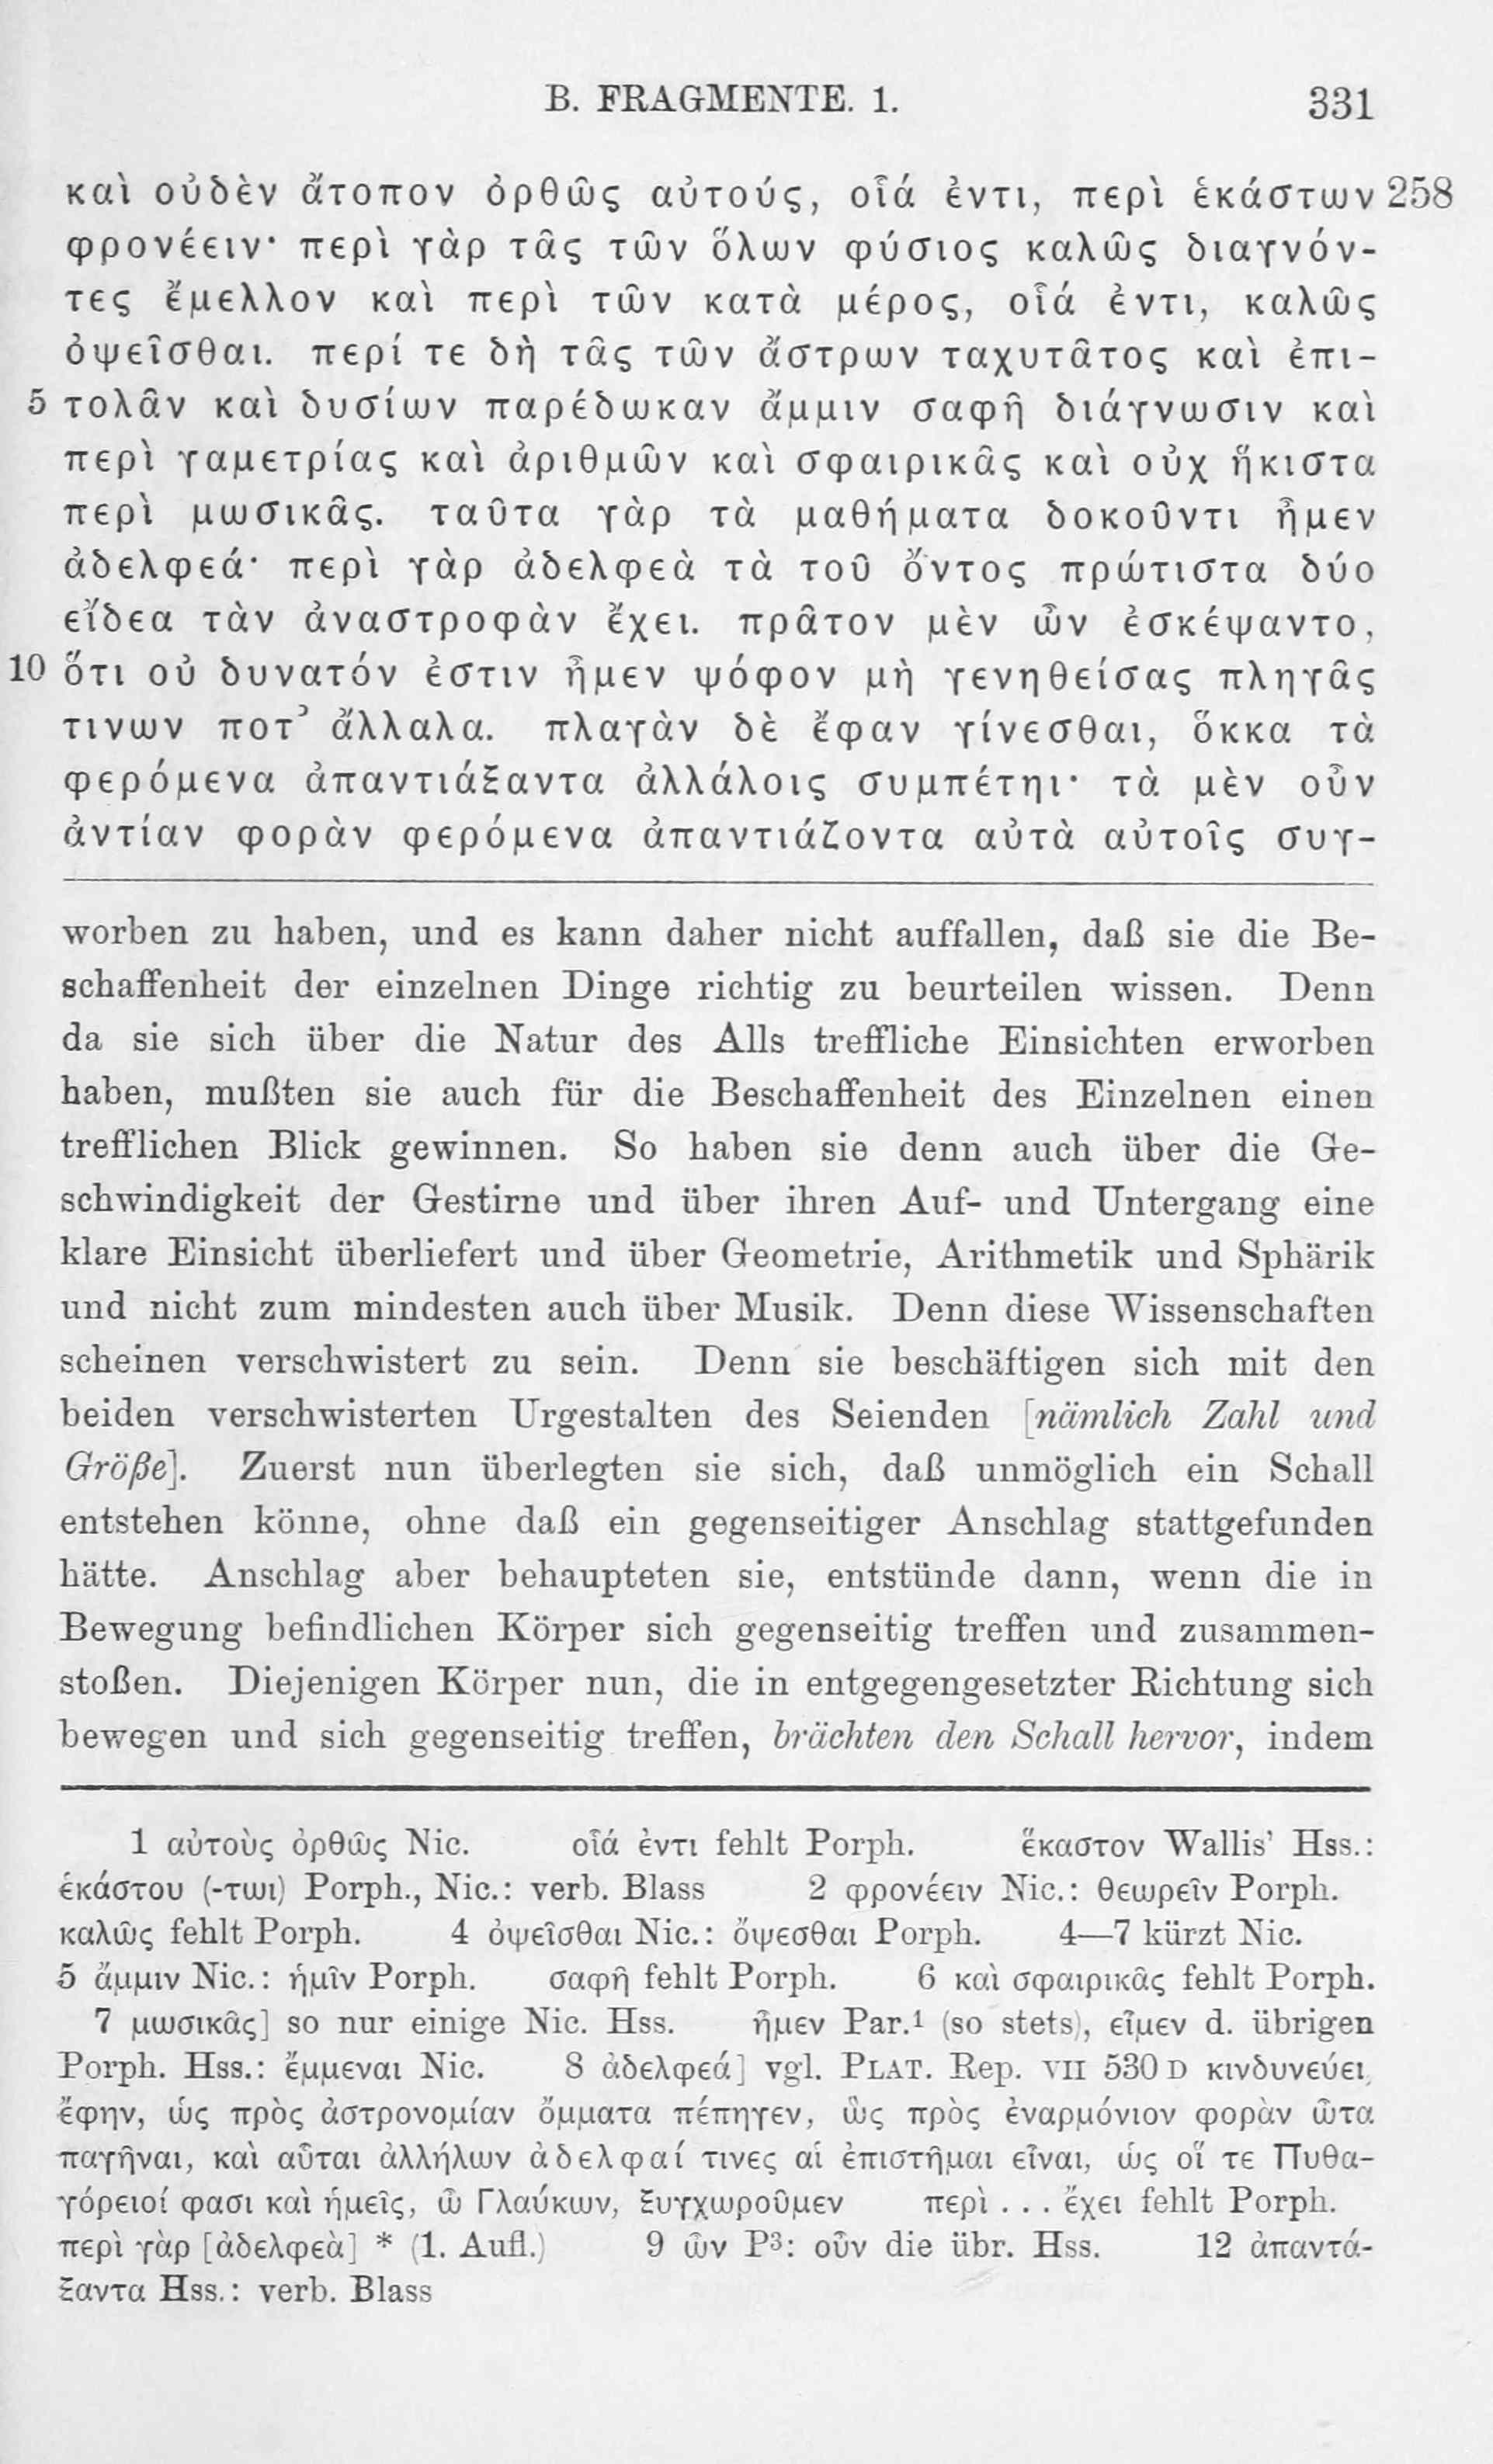 B. FRAGMENTE. 1. 331
καὶ οὐδὲν ἄτοπον ὀρθῶς αὐτούς, οἷά ἐντι, περὶ ἑκάστων 258
φρονέειν· περὶ γὰρ τᾶς τῶν ὅλων φύσιος καλῶς διαγνόν-
τες ἔμελλον καὶ περὶ τῶν κατὰ μέρος, οἷά ἐντι, καλῶς
ὀψεῖσθαι. περί τε δὴ τᾶς τῶν ἄστρων ταχυτᾶτος καὶ ἐπι-
5 τολᾶν καὶ δυσίων παρέδωκαν ἄμμιν σαφῆ διάγνωσιν καὶ
περὶ γαμετρίας καὶ ἀριθμῶν καὶ σφαιρικᾶς καὶ οὐχ ἥκιστα
περὶ μωσικᾶς. ταῦτα γὰρ τὰ μαθήματα δοκοῦντι ἦμεν
ἀδελφεά· περὶ γὰρ ἀδελφεὰ τὰ τοῦ ὄντος πρώτιστα δύο
εἴδεα τὰν ἀναστροφὰν ἔχει. πρᾶτον μὲν ὦν ἐσκέψαντο,
10 ὅτι οὐ δυνατόν ἐστιν ἦμεν ψόφον μὴ γενηθείσας πληγᾶς
τινων ποτ’ ἄλλαλα. πλαγὰν δὲ ἔφαν γίνεσθαι, ὅκκα τὰ
φερόμενα ἀπαντιάξαντα ἀλλάλοις συμπέτηι· τὰ μὲν οὖν
ἀντίαν φορὰν φερόμενα ἀπαντιάζοντα αὐτὰ αὐτοῖς συγ-
worben zu haben, und es kann daher nicht auffallen, daß sie die Be-
schaffenheit der einzelnen Dinge richtig zu beurteilen wissen. Denn
da sie sich über die Natur des Alls treffliche Einsichten erworben
haben, mußten sie auch für die Beschaffenheit des Einzelnen einen
trefflichen Blick gewinnen. So haben sie denn auch über die Ge-
schwindigkeit der Gestirne und über ihren Auf- und Untergang eine
klare Einsicht überliefert und über Geometrie, Arithmetik und Sphärik
und nicht zum mindesten auch über Musik. Denn diese Wissenschaften
scheinen verschwistert zu sein. Denn sie beschäftigen sich mit den
beiden verschwisterten Urgestalten des Seienden [nämlich Zahl und
Größe]. Zuerst nun überlegten sie sich, daß unmöglich ein Schall
entstehen könne, ohne daß ein gegenseitiger Anschlag stattgefunden
hätte. Anschlag aber behaupteten sie, entstünde dann, wenn die in
Bewegung befindlichen Körper sich gegenseitig treffen und zusammen-
stoßen. Diejenigen Körper nun, die in entgegengesetzter Richtung sich
bewegen und sich gegenseitig treffen, brächten den Schall hervor, indem
1 αὐτοὺς ὀρθῶς Nic. οἷά ἐντι fehlt Porph. ἕκαστον Wallis’ Hss.:
ἑκάστου (-τωι) Porph., Nic.: verb. Blass 2 φρονέειν Nic.: θεωρεῖν Porph.
καλῶς fehlt Porph. 4 ὀψεῖσθαι Nic.: ὄψεσθαι Porph. 4—7 kürzt Nic.
5 ἄμμιν Nic.: ἡμῖν Porph. σαφῆ fehlt Porph. 6 καὶ σφαιρικᾶς fehlt Porph.
7 μωσικᾶς] so nur einige Nic. Hss. ἦμεν Par.¹ (so stets), εἶμεν d. übrigen
Porph. Hss.: ἔμμεναι Nic. 8 ἀδελφεά] vgl. PLAT. Rep. VII 530 D κινδυνεύει,
ἔφην, ὡς πρὸς ἀστρονομίαν ὄμματα πέπηγεν, ὣς πρὸς ἐναρμόνιον φορὰν ὦτα
παγῆναι, καὶ αὗται ἀλλήλων ἀδελφαί τινες αἱ ἐπιστῆμαι εἶναι, ὡς οἵ τε Πυθα-
γόρειοί φασι καὶ ἡμεῖς, ὦ Γλαύκων, ξυγχωροῦμεν περὶ . . . ἔχει fehlt Porph.
περὶ γὰρ [ἀδελφεὰ] * (1. Aufl.) 9 ὦν P³: οὖν die übr. Hss. 12 ἀπαντά-
ξαντα Hss.: verb. Blass